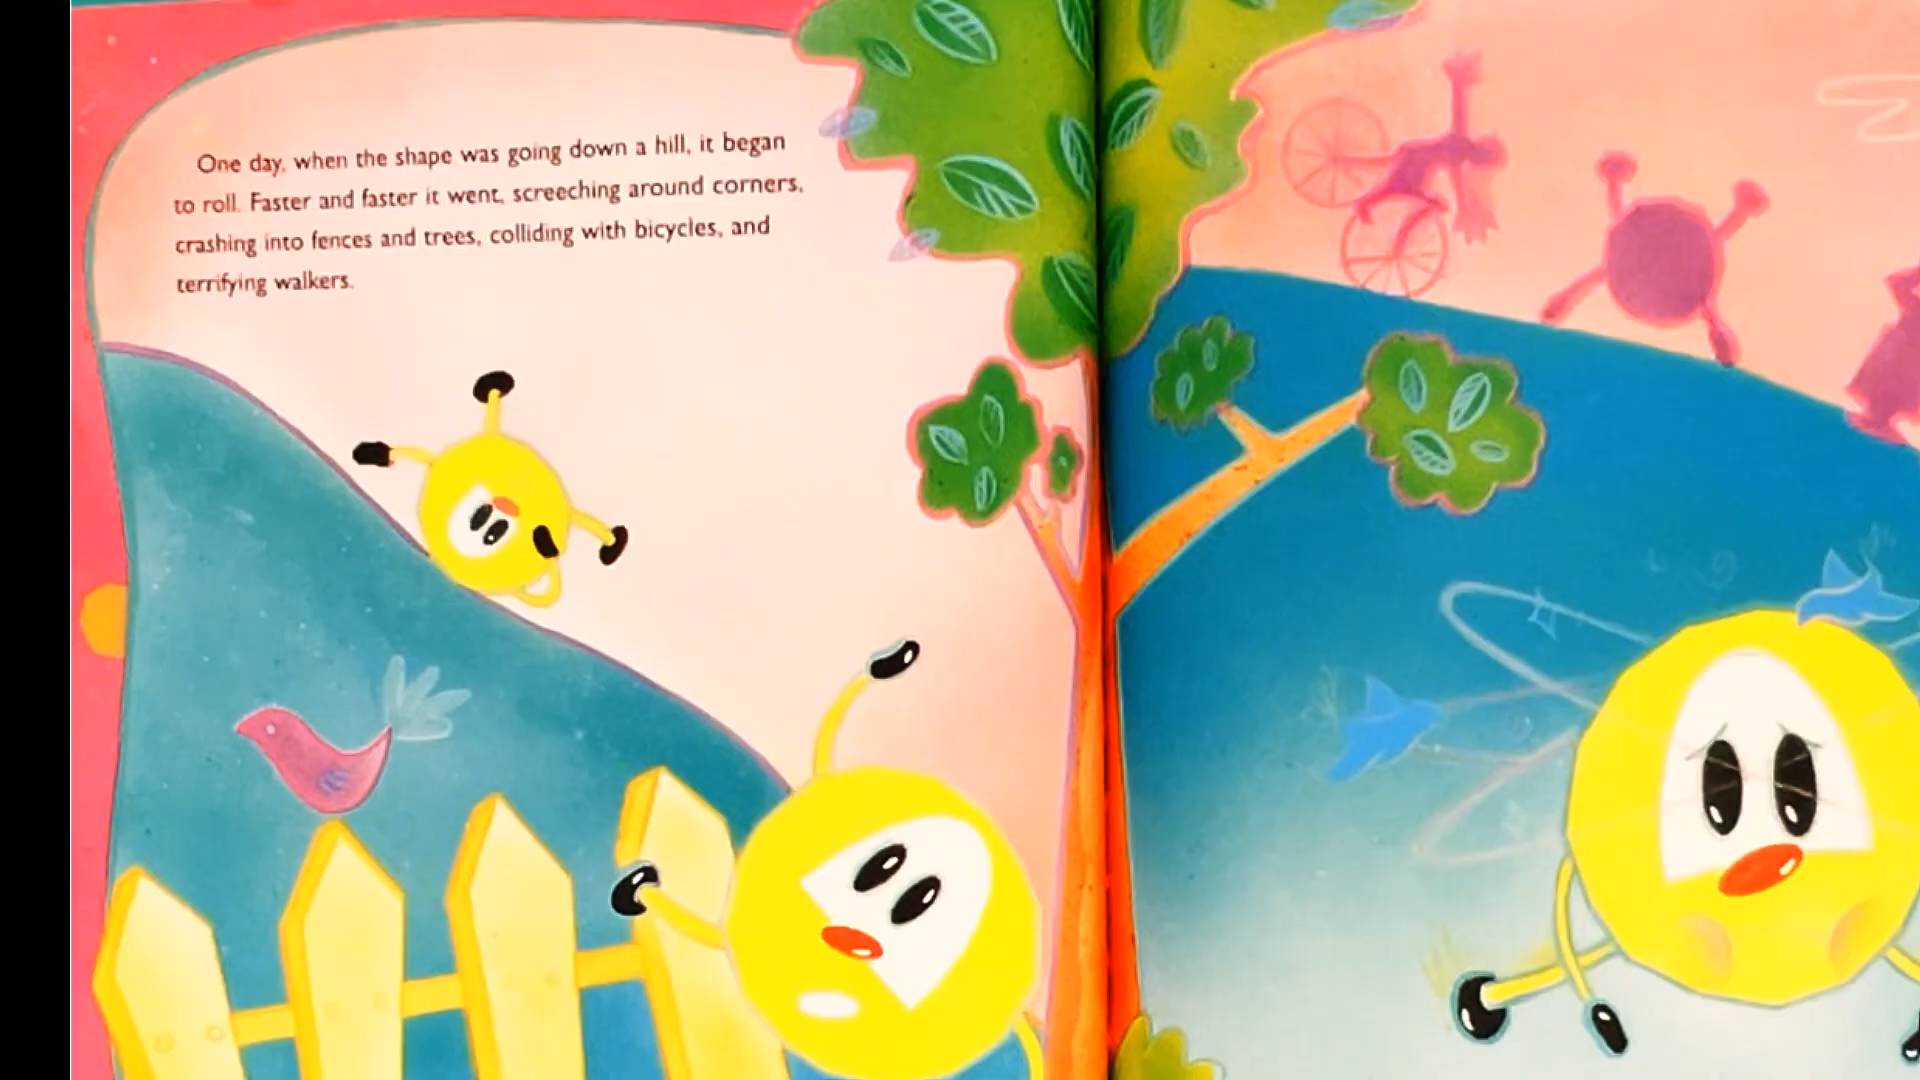 One day, when the shape was going down a hill, it began
to roll. Faster and faster it went, screeching around corners,
crashing into fences and trees, colliding with bicycles, and
terrifying walkers.